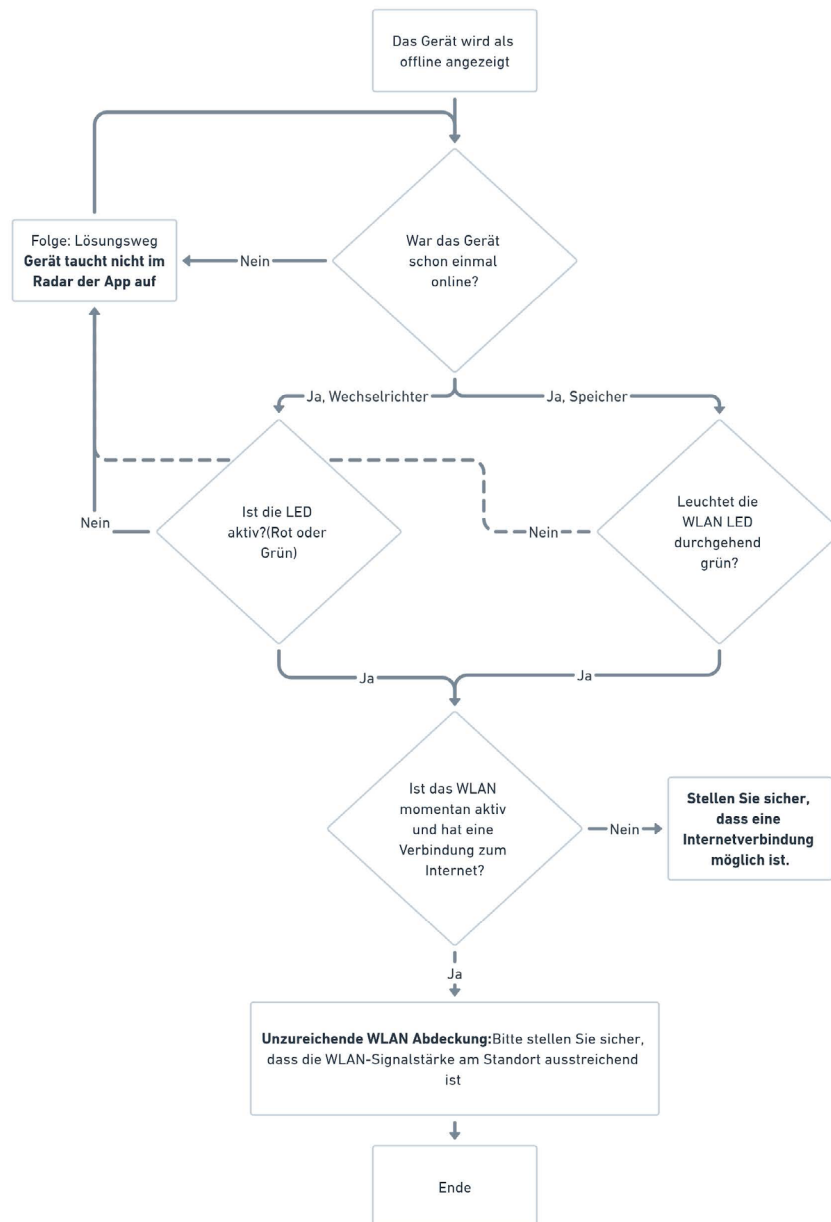 Das Gerät wird als
offline angezeigt
War das Gerät
schon einmal
online?
Nein
Folge: Lösungsweg
Gerät taucht nicht im
Radar der App auf
Ja, Wechselrichter
Ja, Speicher
Ist die LED
aktiv?(Rot oder
Grün)
Nein
Leuchtet die
WLAN LED
durchgehend
grün?
Nein
Ja
Ja
Ist das WLAN
momentan aktiv
und hat eine
Verbindung zum
Internet?
Nein
Stellen Sie sicher,
dass eine
Internetverbindung
möglich ist.
Ja
Unzureichende WLAN Abdeckung:Bitte stellen Sie sicher,
dass die WLAN-Signalstärke am Standort ausstreichend
ist
Ende